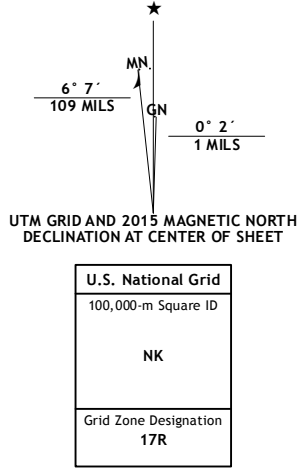 ★
MN
GN
6° 7´
109 MILS
0° 2´
1 MILS
UTM GRID AND 2015 MAGNETIC NORTH
DECLINATION AT CENTER OF SHEET
U.S. National Grid
100,000-m Square ID
NK
Grid Zone Designation
17R